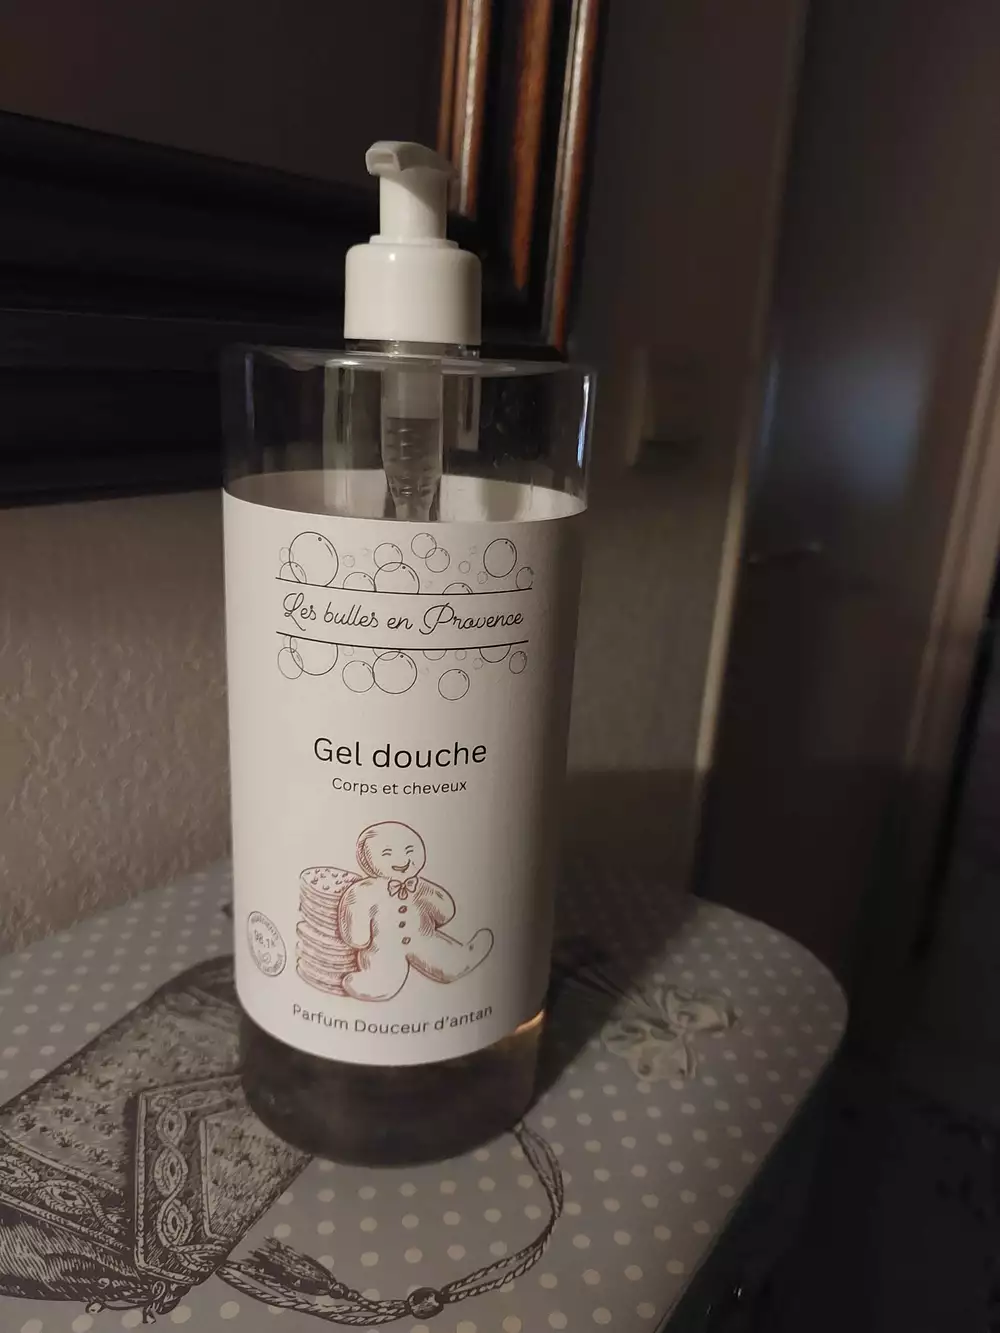 Les bulles en Provence
Gel douche
Corps et cheveux
Parfum Douceur d'antan